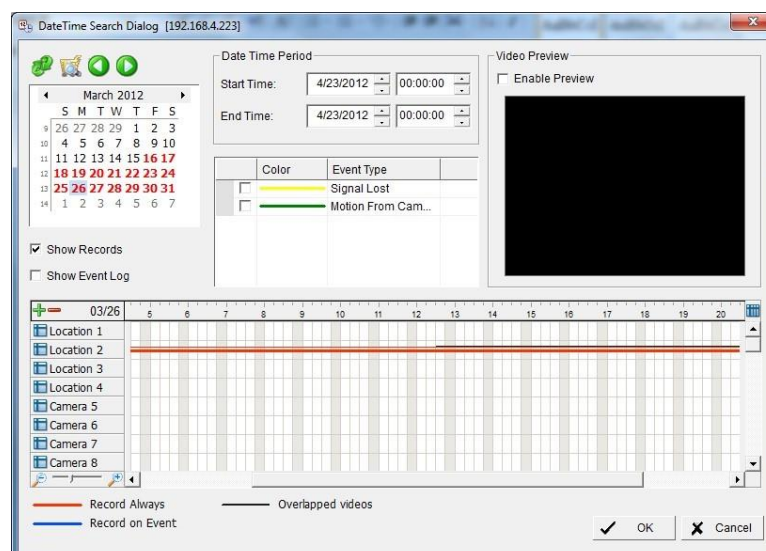 DateTime Search Dialog [192.168.4.223]
March 2012
S M T W T F S
9 26 27 28 29 1 2 3
10 4 5 6 7 8 9 10
11 11 12 13 14 15 16 17
12 18 19 20 21 22 23 24
13 25 26 27 28 29 30 31
14 1 2 3 4 5 6 7
Show Records
Show Event Log
Date Time Period
Start Time: 4/23/2012 00:00:00
End Time: 4/23/2012 00:00:00
Color Event Type
Signal Lost
Motion From Cam...
Video Preview
Enable Preview
03/26 5 6 7 8 9 10 11 12 13 14 15 16 17 18 19 20
Location 1
Location 2
Location 3
Location 4
Camera 5
Camera 6
Camera 7
Camera 8
Record Always
Overlapped videos
Record on Event
OK
Cancel